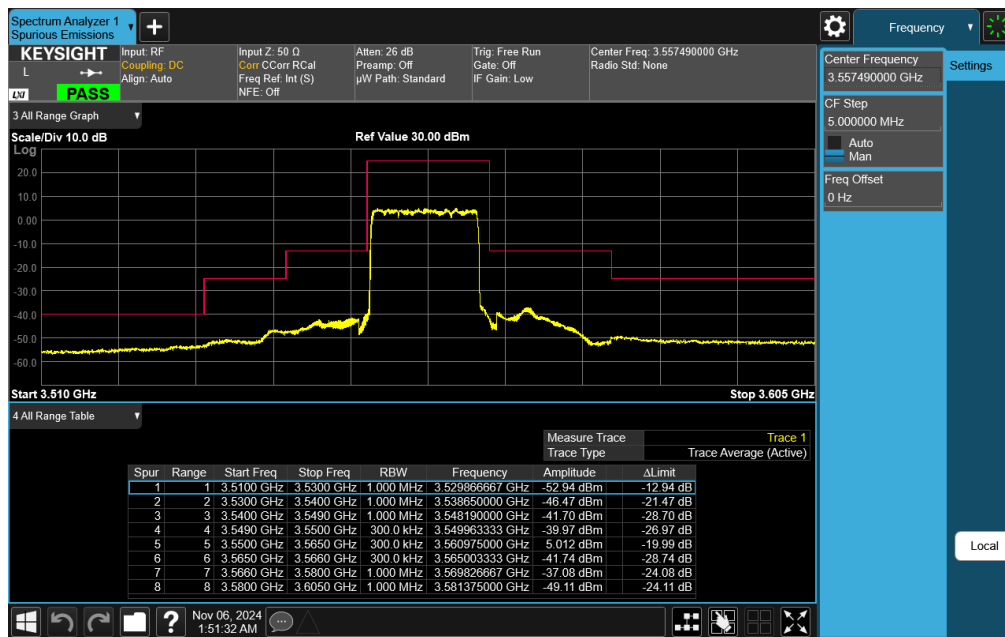 Spectrum Analyzer 1
Spurious Emissions
Frequency
KEYSIGHT
L
LXI
PASS
Input: RF
Coupling: DC
Align: Auto
Input Z: 50 Ω
Corr CCorr RCal
Freq Ref: Int (S)
NFE: Off
Atten: 26 dB
Preamp: Off
µW Path: Standard
Trig: Free Run
Gate: Off
IF Gain: Low
Center Freq: 3.557490000 GHz
Radio Std: None
Center Frequency
3.557490000 GHz
Settings
CF Step
5.000000 MHz
Auto
Man
Freq Offset
0 Hz
3 All Range Graph
Scale/Div 10.0 dB
Ref Value 30.00 dBm
Log
20.0
10.0
0.00
-10.0
-20.0
-30.0
-40.0
-50.0
-60.0
Start 3.510 GHz
Stop 3.605 GHz
4 All Range Table
Measure Trace Trace 1
Trace Type Trace Average (Active)
Spur Range Start Freq Stop Freq RBW Frequency Amplitude ΔLimit
1 1 3.5100 GHz 3.5300 GHz 1.000 MHz 3.529866667 GHz -52.94 dBm -12.94 dB
2 2 3.5300 GHz 3.5400 GHz 1.000 MHz 3.538650000 GHz -46.47 dBm -21.47 dB
3 3 3.5400 GHz 3.5490 GHz 1.000 MHz 3.548190000 GHz -41.70 dBm -28.70 dB
4 4 3.5490 GHz 3.5500 GHz 300.0 kHz 3.549963333 GHz -39.97 dBm -26.97 dB
5 5 3.5500 GHz 3.5650 GHz 300.0 kHz 3.560975000 GHz 5.012 dBm -19.99 dB
6 6 3.5650 GHz 3.5660 GHz 300.0 kHz 3.565003333 GHz -41.74 dBm -28.74 dB
7 7 3.5660 GHz 3.5800 GHz 1.000 MHz 3.569826667 GHz -37.08 dBm -24.08 dB
8 8 3.5800 GHz 3.6050 GHz 1.000 MHz 3.581375000 GHz -49.11 dBm -24.11 dB
Local
?
Nov 06, 2024
1:51:32 AM